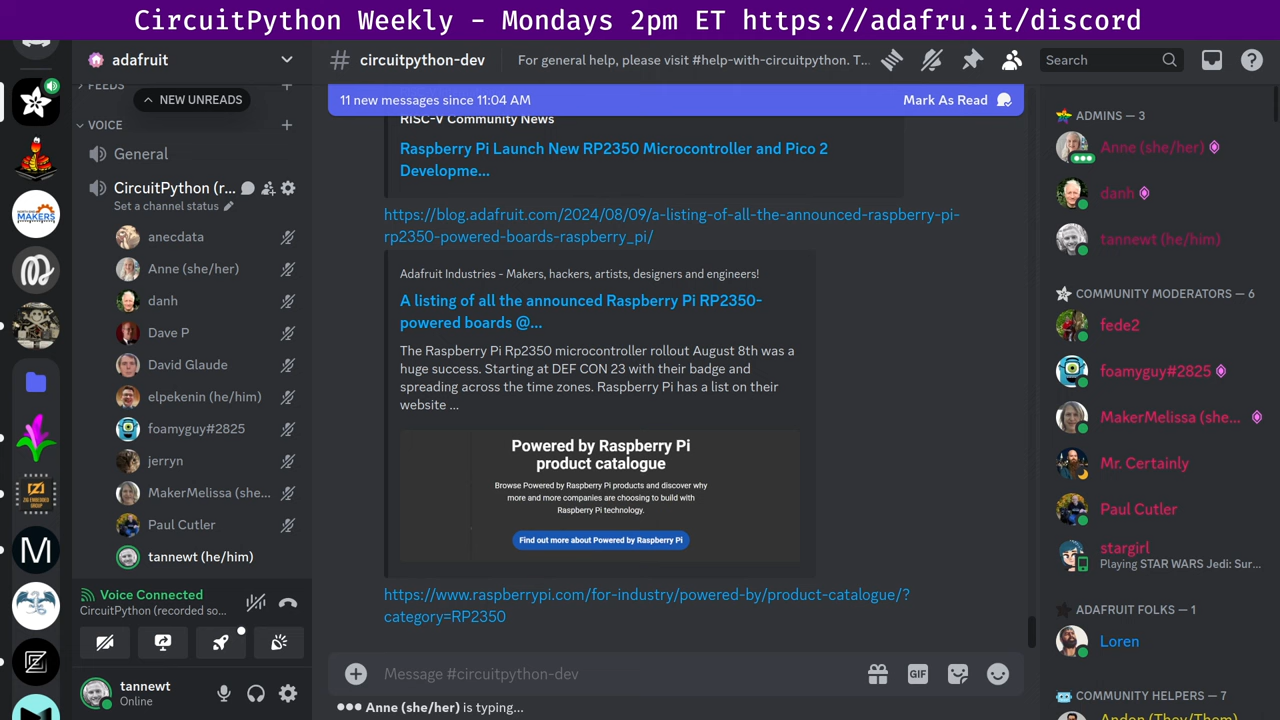 CircuitPython Weekly - Mondays 2pm ET https://adafru.it/discord
adafruit
FEEDS
NEW UNREADS
VOICE
General
CircuitPython (r...
Set a channel status
anecdata
Anne (she/her)
danh
Dave P
David Glaude
elpekenin (he/him)
foamyguy#2825
jerryn
MakerMelissa (she...
Paul Cutler
tannewt (he/him)
Voice Connected
CircuitPython (recorded so...
tannewt
Online
circuitpython-dev
For general help, please visit #help-with-circuitpython. T...
Search
11 new messages since 11:04 AM
Mark As Read
RISC-V Community News
Raspberry Pi Launch New RP2350 Microcontroller and Pico 2
Developme...
https://blog.adafruit.com/2024/08/09/a-listing-of-all-the-announced-raspberry-pi-
rp2350-powered-boards-raspberry_pi/
Adafruit Industries - Makers, hackers, artists, designers and engineers!
A listing of all the announced Raspberry Pi RP2350-
powered boards @...
The Raspberry Pi Rp2350 microcontroller rollout August 8th was a
huge success. Starting at DEF CON 23 with their badge and
spreading across the time zones. Raspberry Pi has a list on their
website ...
Powered by Raspberry Pi
product catalogue
Browse Powered by Raspberry Pi products and discover why
more and more companies are choosing to build with
Raspberry Pi technology.
Find out more about Powered by Raspberry Pi
https://www.raspberrypi.com/for-industry/powered-by/product-catalogue/?
category=RP2350
Message #circuitpython-dev
GIF
Anne (she/her) is typing...
ADMINS — 3
Anne (she/her)
danh
tannewt (he/him)
COMMUNITY MODERATORS — 6
fede2
foamyguy#2825
MakerMelissa (she...
Mr. Certainly
Paul Cutler
stargirl
Playing STAR WARS Jedi: Sur...
ADAFRUIT FOLKS — 1
Loren
COMMUNITY HELPERS — 7
Andon (They/Them)